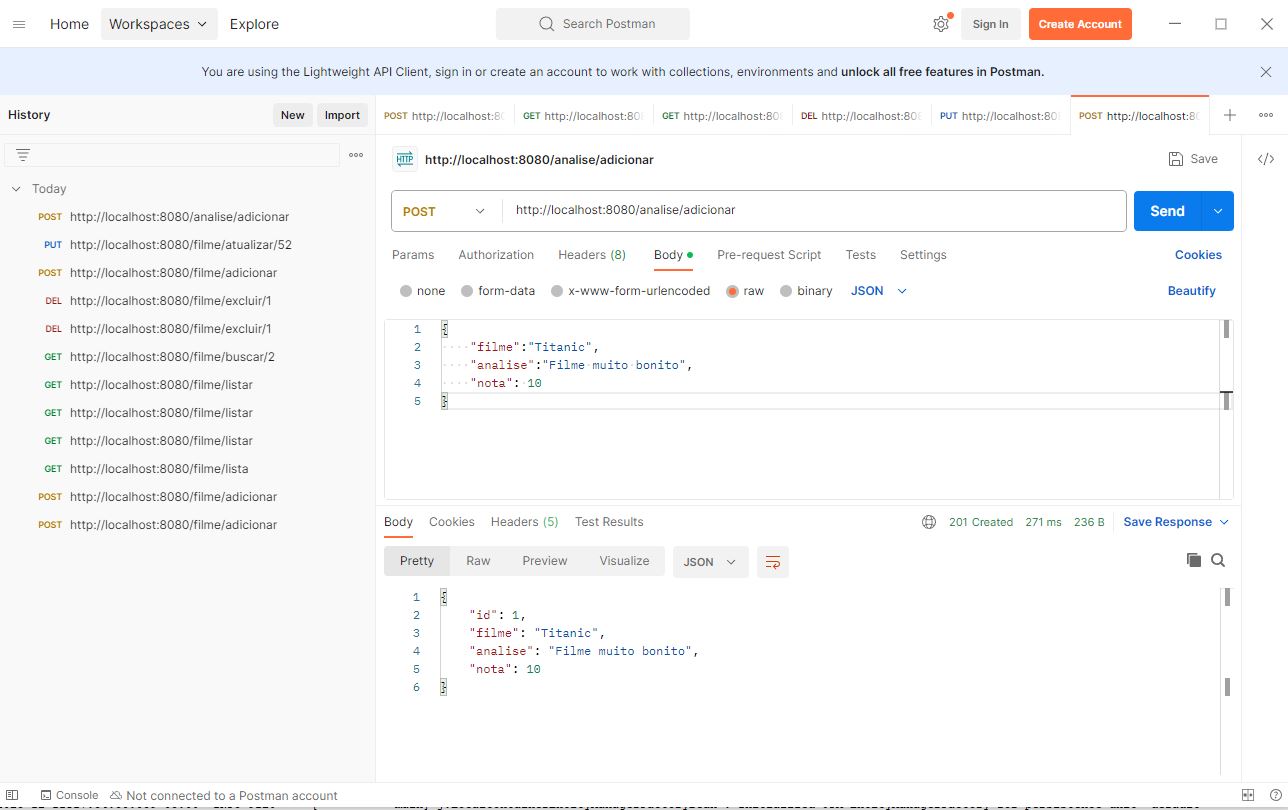 Home Workspaces Explore Search Postman Sign In Create Account
You are using the Lightweight API Client, sign in or create an account to work with collections, environments and unlock all free features in Postman.
History New Import
POST http://localhost:80 GET http://localhost:80 GET http://localhost:80 DEL http://localhost:80 PUT http://localhost:80 POST http://localhost:80
Today
POST http://localhost:8080/analise/adicionar
PUT http://localhost:8080/filme/atualizar/52
POST http://localhost:8080/filme/adicionar
DEL http://localhost:8080/filme/excluir/1
DEL http://localhost:8080/filme/excluir/1
GET http://localhost:8080/filme/buscar/2
GET http://localhost:8080/filme/listar
GET http://localhost:8080/filme/listar
GET http://localhost:8080/filme/listar
GET http://localhost:8080/filme/lista
POST http://localhost:8080/filme/adicionar
POST http://localhost:8080/filme/adicionar
HTTP http://localhost:8080/analise/adicionar Save </>
POST http://localhost:8080/analise/adicionar Send
Params Authorization Headers (8) Body Pre-request Script Tests Settings Cookies
none form-data x-www-form-urlencoded raw binary JSON Beautify
1 {
2 "filme":"Titanic",
3 "analise":"Filme muito bonito",
4 "nota": 10
5 }
Body Cookies Headers (5) Test Results 201 Created 271 ms 236 B Save Response
Pretty Raw Preview Visualize JSON
1 {
2 "id": 1,
3 "filme": "Titanic",
4 "analise": "Filme muito bonito",
5 "nota": 10
6 }
Console Not connected to a Postman account